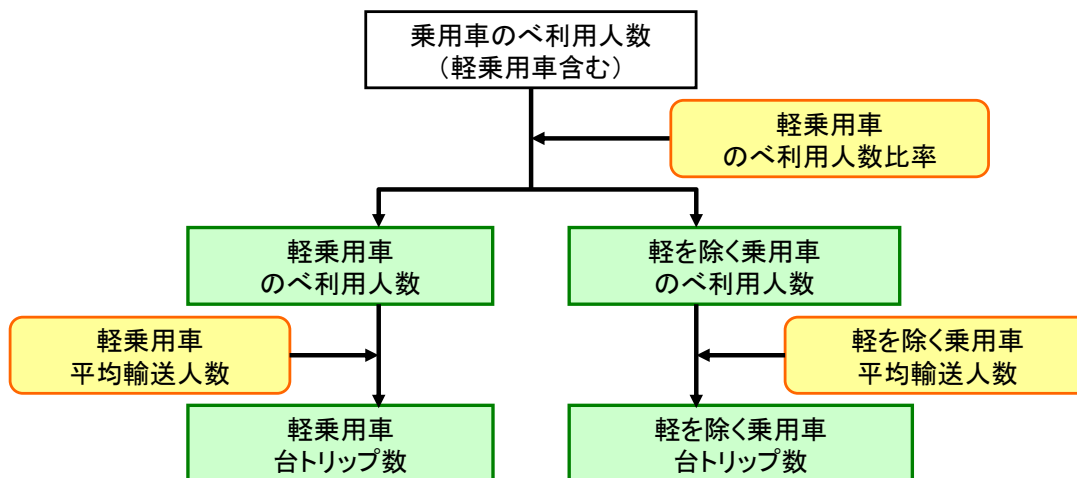 乗用車のべ利用人数
（軽乗用車含む）
軽乗用車
のべ利用人数比率
軽乗用車
のべ利用人数
軽を除く乗用車
のべ利用人数
軽乗用車
平均輸送人数
軽を除く乗用車
平均輸送人数
軽乗用車
台トリップ数
軽を除く乗用車
台トリップ数